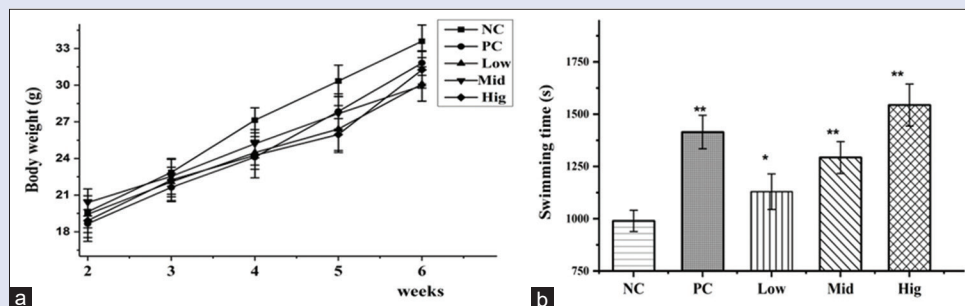 33
30
27
24
21
18
Body weight (g)
2 3 4 5 6
weeks
NC
PC
Low
Mid
Hig
a
1750
1500
1250
1000
750
Swimming time (s)
**
*
**
**
NC PC Low Mid Hig
b